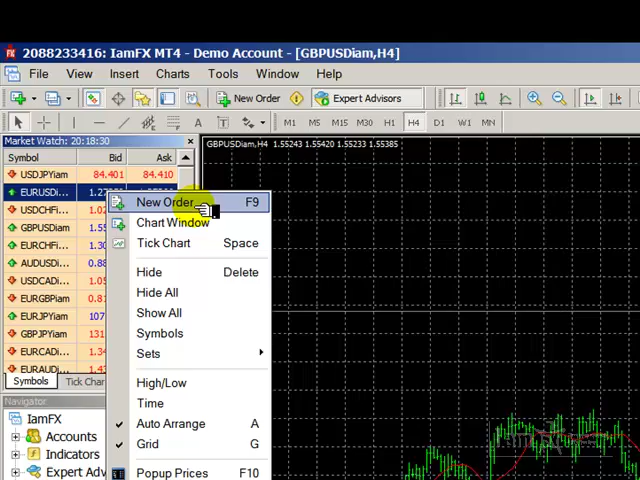 2088233416: IamFX MT4 - Demo Account - [GBPUSDiam,H4]
File View Insert Charts Tools Window Help
New Order Expert Advisors
A T M1 M5 M15 M30 H1 H4 D1 W1 MN
Market Watch: 20:18:30
Symbol Bid Ask
USDJPYiam 84.401 84.410
EURUSDi...
USDCHFi...
GBPUSDiam
EURCHFi...
AUDUSDi...
USDCADi...
EURGBPiam
EURJPYiam
GBPJPYiam
EURCADi...
EURAUDi...
Symbols Tick Char
GBPUSDiam,H4 1.55243 1.55420 1.55233 1.55385
New Order F9
Chart Window
Tick Chart Space
Hide Delete
Hide All
Show All
Symbols
Sets
High/Low
Time
Auto Arrange A
Grid G
Popup Prices F10
Navigator
IamFX
Accounts
Indicators
Expert Adv